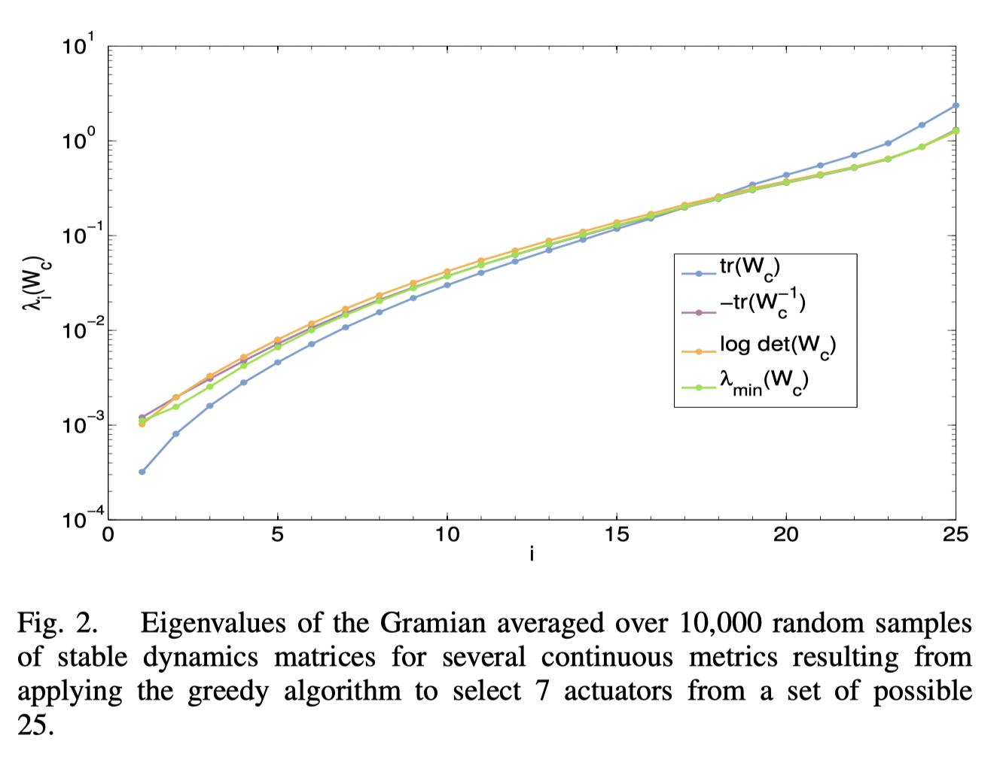 10^1
10^0
10^−1
10^−2
10^−3
10^−4
λ_i(W_c)
0 5 10 15 20 25
i
tr(W_c)
−tr(W_c^−1)
log det(W_c)
λ_min(W_c)
Fig. 2. Eigenvalues of the Gramian averaged over 10,000 random samples
of stable dynamics matrices for several continuous metrics resulting from
applying the greedy algorithm to select 7 actuators from a set of possible
25.